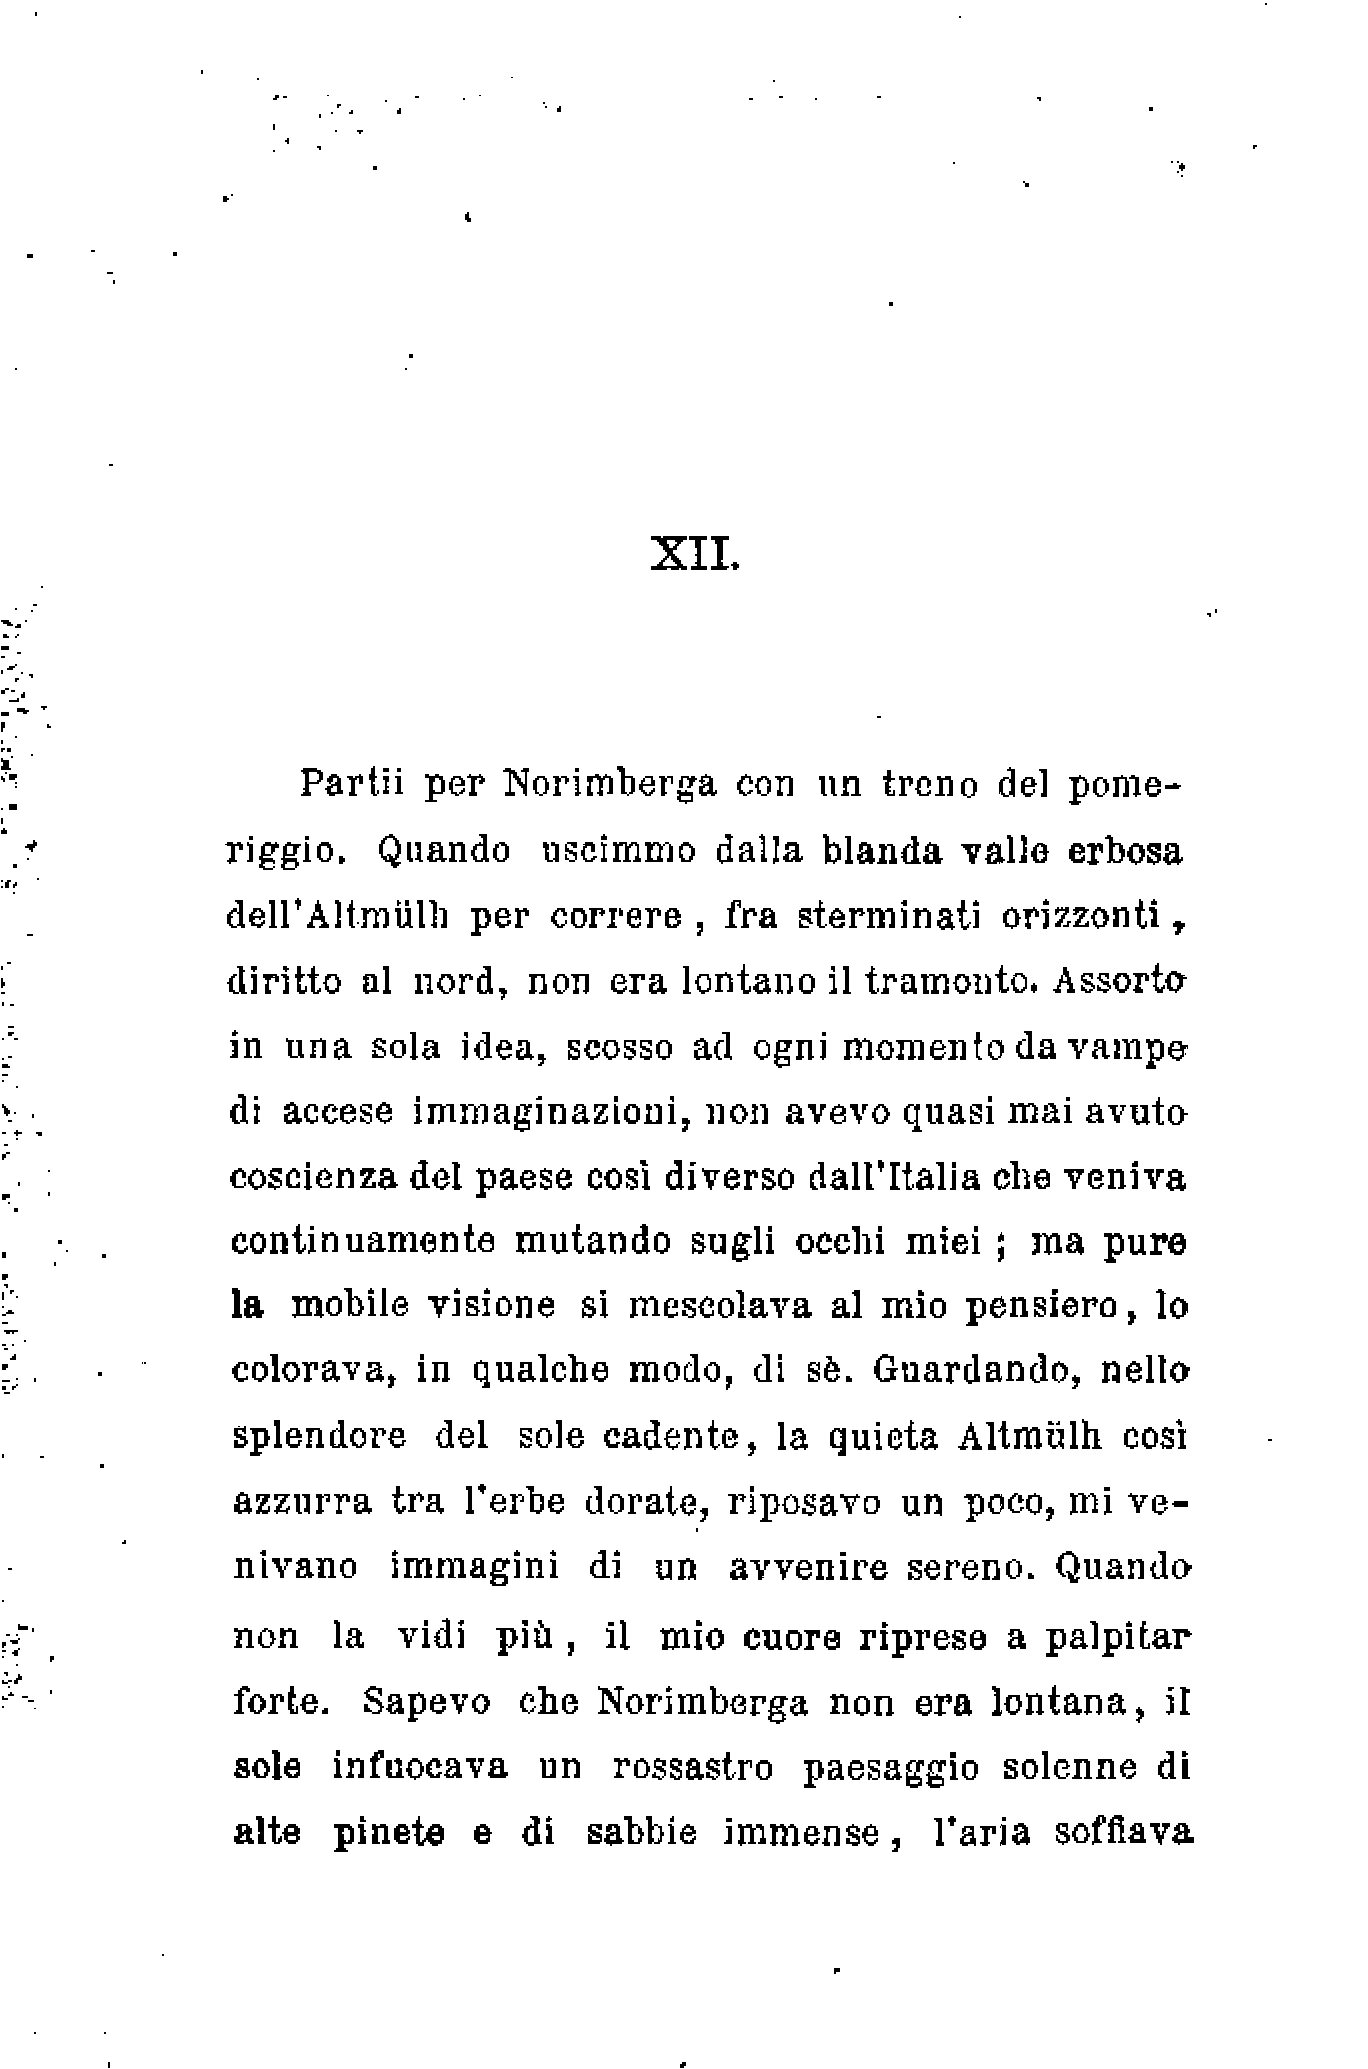 XII.
Partii per Norimberga con un treno del pome-
riggio. Quando uscimmo dalla blanda valle erbosa
dell'Altmülh per correre, fra sterminati orizzonti,
diritto al nord, non era lontano il tramonto. Assorto
in una sola idea, scosso ad ogni momento da vampe
di accese immaginazioni, non avevo quasi mai avuto
coscienza del paese così diverso dall'Italia che veniva
continuamente mutando sugli occhi miei; ma pure
la mobile visione si mescolava al mio pensiero, lo
colorava, in qualche modo, di sè. Guardando, nello
splendore del sole cadente, la quieta Altmülh così
azzurra tra l'erbe dorate, riposavo un poco, mi ve-
nivano immagini di un avvenire sereno. Quando
non la vidi più, il mio cuore riprese a palpitar
forte. Sapevo che Norimberga non era lontana, il
sole infuocava un rossastro paesaggio solenne di
alte pinete e di sabbie immense, l'aria soffiava